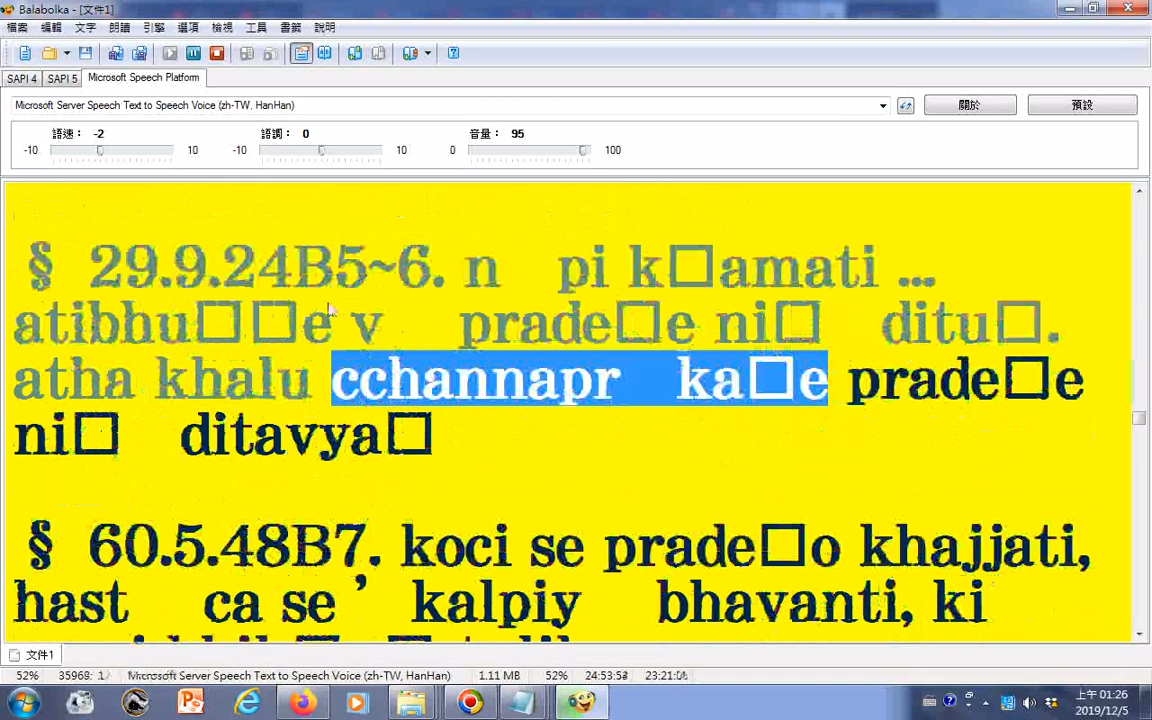 Balabolka - [文件1]
檔案 編輯 文字 朗讀 引擎 選項 檢視 工具 書籤 說明
SAPI 4 SAPI 5 Microsoft Speech Platform
Microsoft Server Speech Text to Speech Voice (zh-TW, HanHan) 關於 預設
語速： -2 語調： 0 音量： 95
-10 10 -10 10 0 100
§ 29.9.24B5~6. n pi k□amati ...
atibhu□□e v prade□e ni□ ditu□.
atha khalu cchannapr ka□e prade□e
ni□ ditavya□
§ 60.5.48B7. koci se prade□o khajjati,
hast ca se ’ kalpiy bhavanti, ki
文件1
52% Microsoft Server Speech Text to Speech Voice (zh-TW, HanHan) 1.11 MB 52%
上午 01:26
2019/12/5